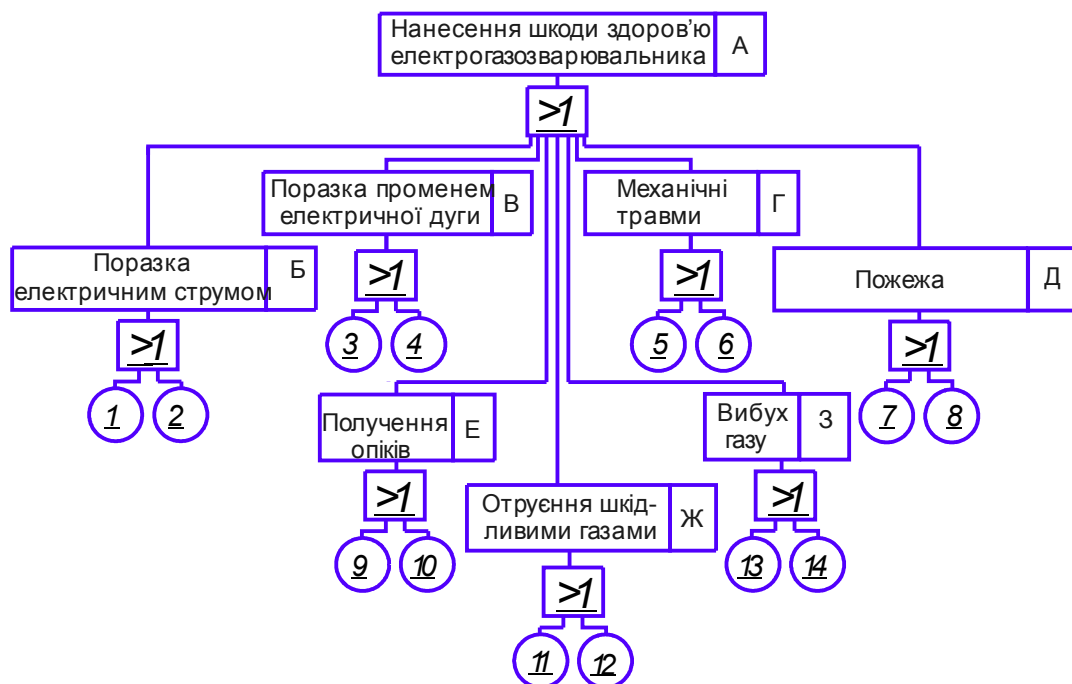 Нанесення шкоди здоров’ю
електрогазозварювальника
А
>1
Поразка променем
електричної дуги
В
Механічні
травми
Г
Поразка
електричним струмом
Б
>1
>1
Пожежа
Д
3
4
5
6
>1
>1
1
2
7
8
Получення
опіків
Е
Вибух
газу
З
>1
Отруєння шкід-
ливими газами
Ж
>1
9
10
13
14
>1
11
12